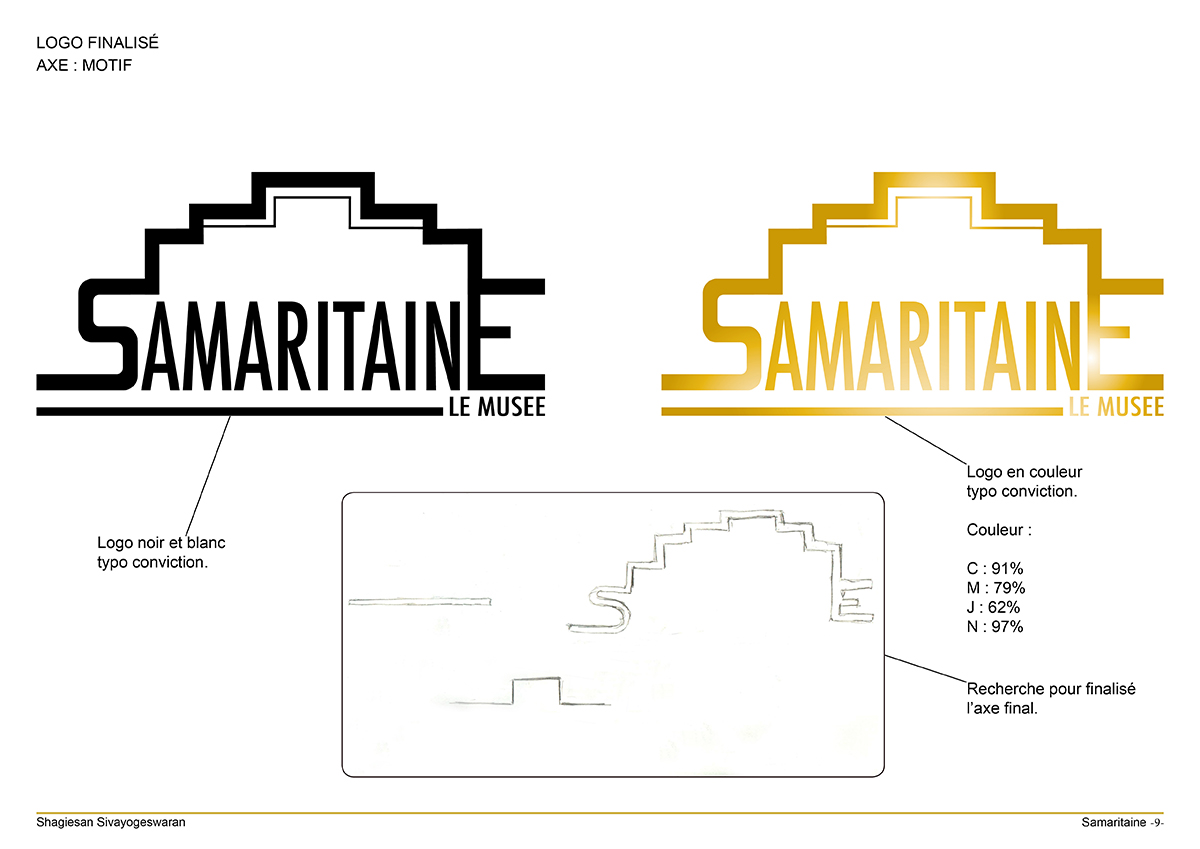 LOGO FINALISÉ
AXE : MOTIF
SAMARITAINE
LE MUSEE
SAMARITAINE
LE MUSEE
Logo noir et blanc
typo conviction.
Logo en couleur
typo conviction.
Couleur :
C : 91%
M : 79%
J : 62%
N : 97%
S E
Recherche pour finalisé
l’axe final.
Shagiesan Sivayogeswaran
Samaritaine -9-